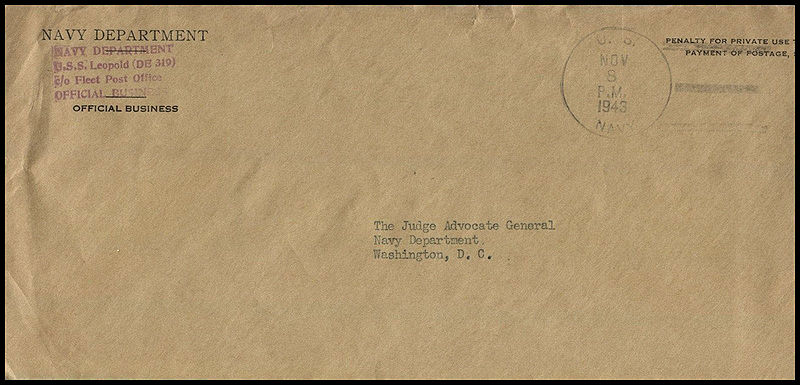 NAVY DEPARTMENT
NAVY DEPARTMENT
U.S.S. Leopold (DE 319)
c/o Fleet Post Office
OFFICIAL BUSINESS
OFFICIAL BUSINESS
U. S.
NOV
8
P.M.
1943
NAVY
PENALTY FOR PRIVATE USE T
PAYMENT OF POSTAGE,
The Judge Advocate General
Navy Department
Washington, D. C.